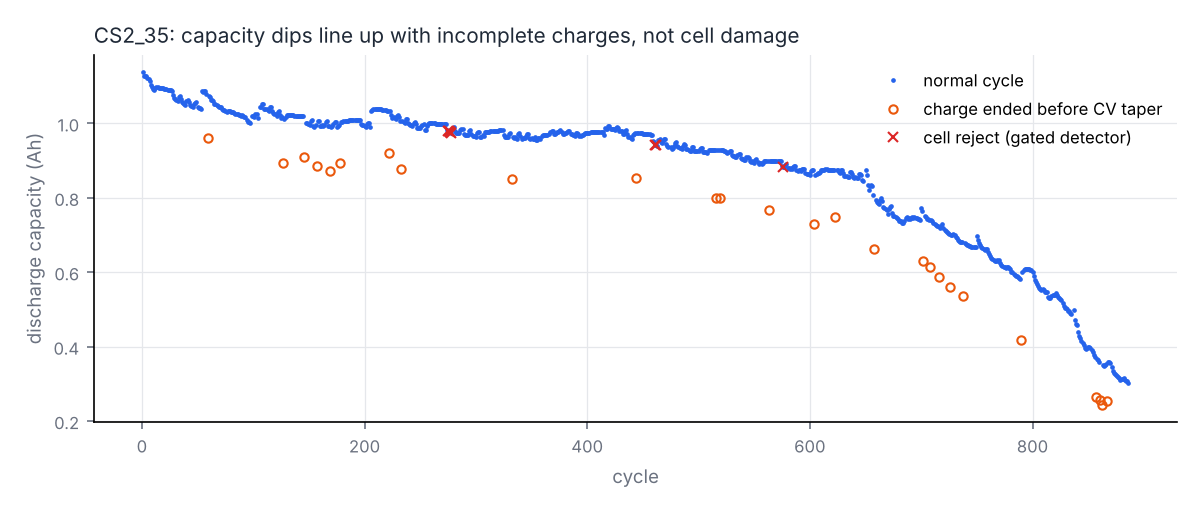 CS2_35: capacity dips line up with incomplete charges, not cell damage
normal cycle
charge ended before CV taper
cell reject (gated detector)
discharge capacity (Ah)
1.0
0.8
0.6
0.4
0.2
0
200
400
600
800
cycle